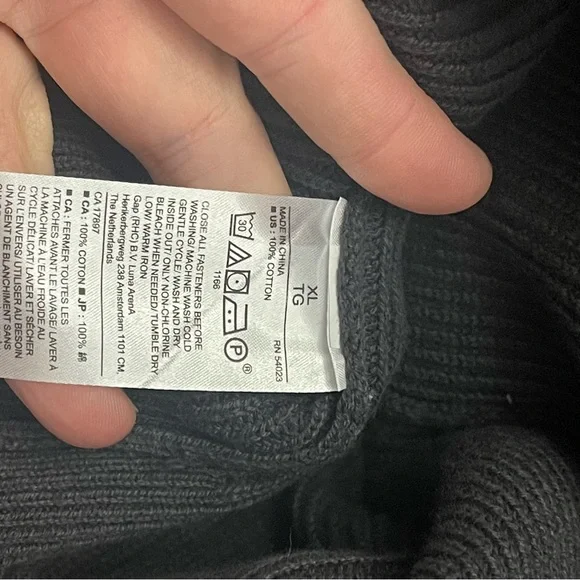 XL
TG
MADE IN CHINA RN 54023
■ US : 100% COTTON
30 P ®
1166
CLOSE ALL FASTENERS BEFORE
WASHING/ MACHINE WASH COLD
GENTLE CYCLE/ WASH AND DRY
INSIDE OUT/ ONLY NON-CHLORINE
BLEACH WHEN NEEDED/ TUMBLE DRY
LOW/ WARM IRON
Gap (RHC) B.V. Luna ArenA
Herikerbergweg 238 Amsterdam 1101 CM.
The Netherlands
CA 17897
■ CA : 100% COTON ■ JP : 100% 綿
■ CA : FERMER TOUTES LES
ATTACHES AVANT LE LAVAGE/ LAVER À
LA MACHINE À L'EAU FROIDE AU
CYCLE DÉLICAT/ LAVER ET SÉCHER
SUR L'ENVERS/ UTILISER AU BESOIN
UN AGENT DE BLANCHIMENT SANS